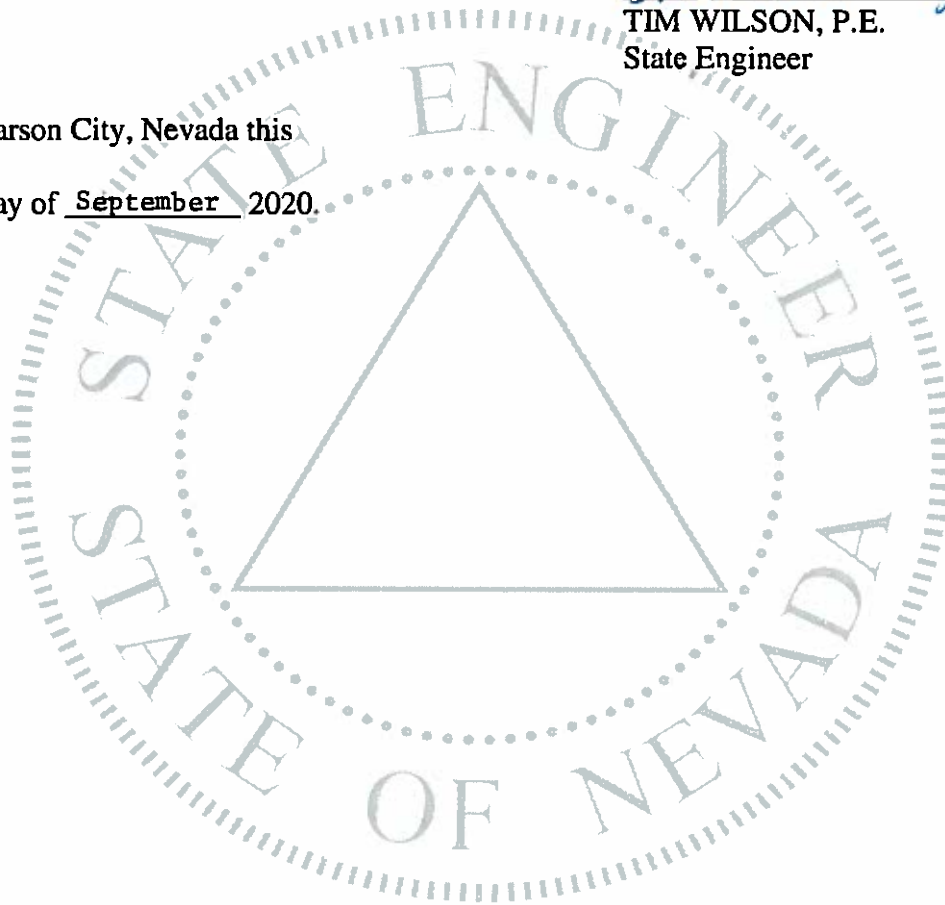 TIM WILSON, P.E.
State Engineer
arson City, Nevada this
ay of September 2020.
STATE ENGINEER
STATE OF NEVADA